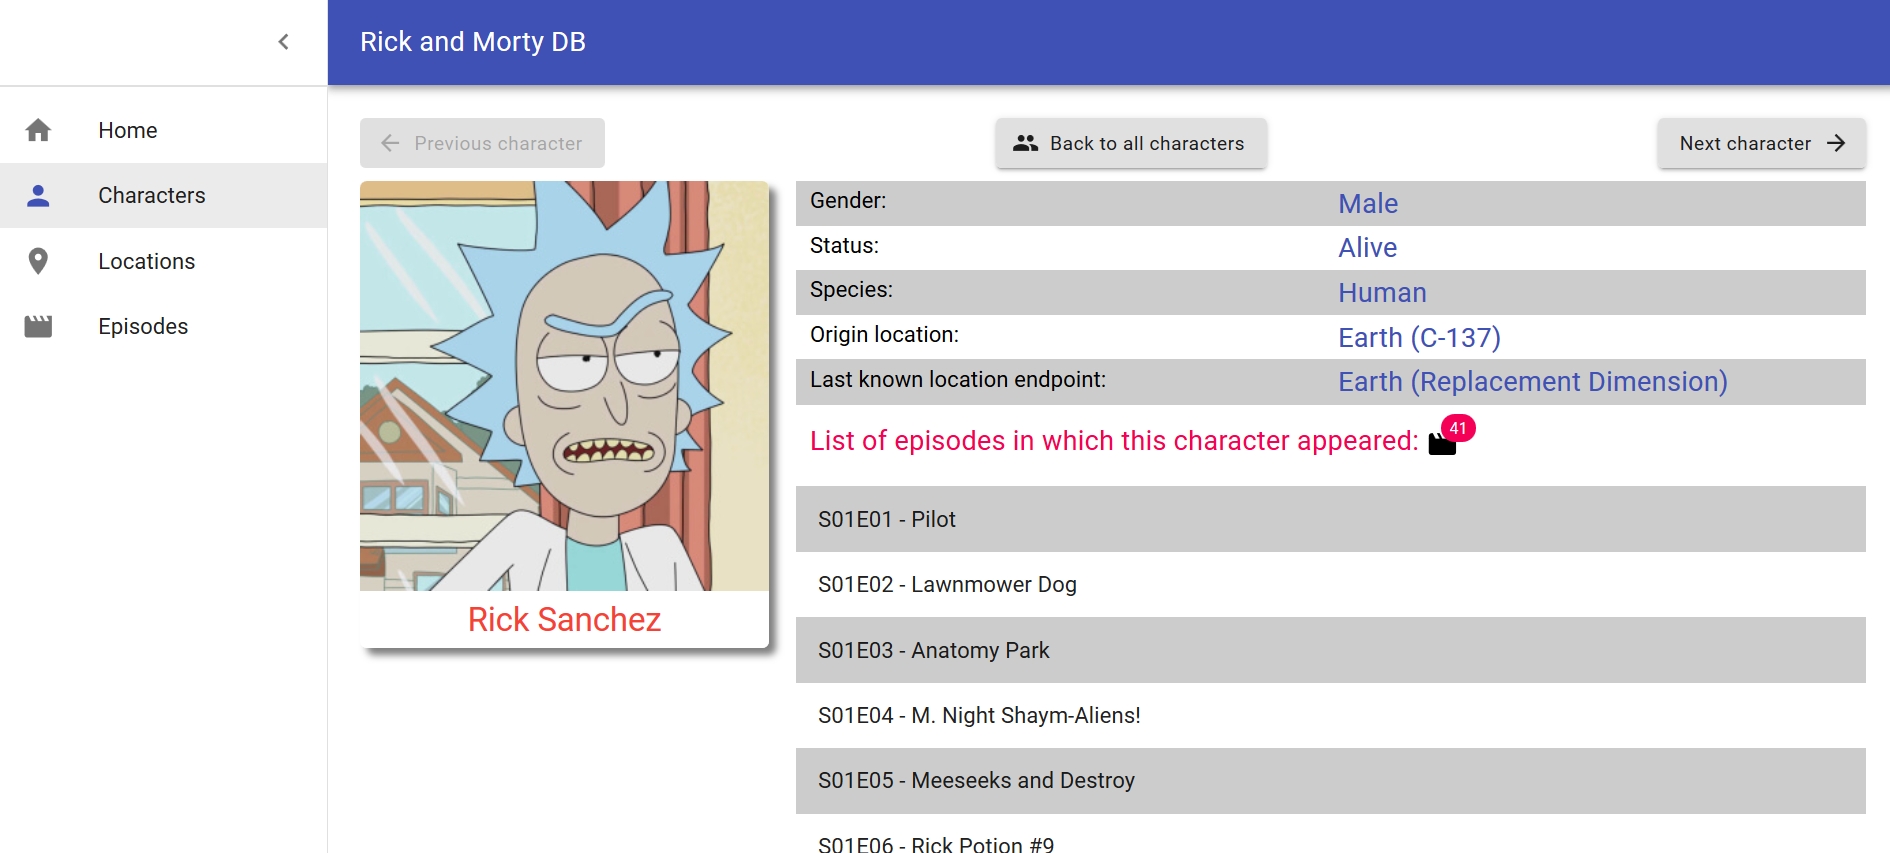 Rick and Morty DB
Home
Characters
Locations
Episodes
Previous character
Back to all characters
Next character
Rick Sanchez
Gender: Male
Status: Alive
Species: Human
Origin location: Earth (C-137)
Last known location endpoint: Earth (Replacement Dimension)
List of episodes in which this character appeared: 41
S01E01 - Pilot
S01E02 - Lawnmower Dog
S01E03 - Anatomy Park
S01E04 - M. Night Shaym-Aliens!
S01E05 - Meeseeks and Destroy
S01E06 - Rick Potion #9